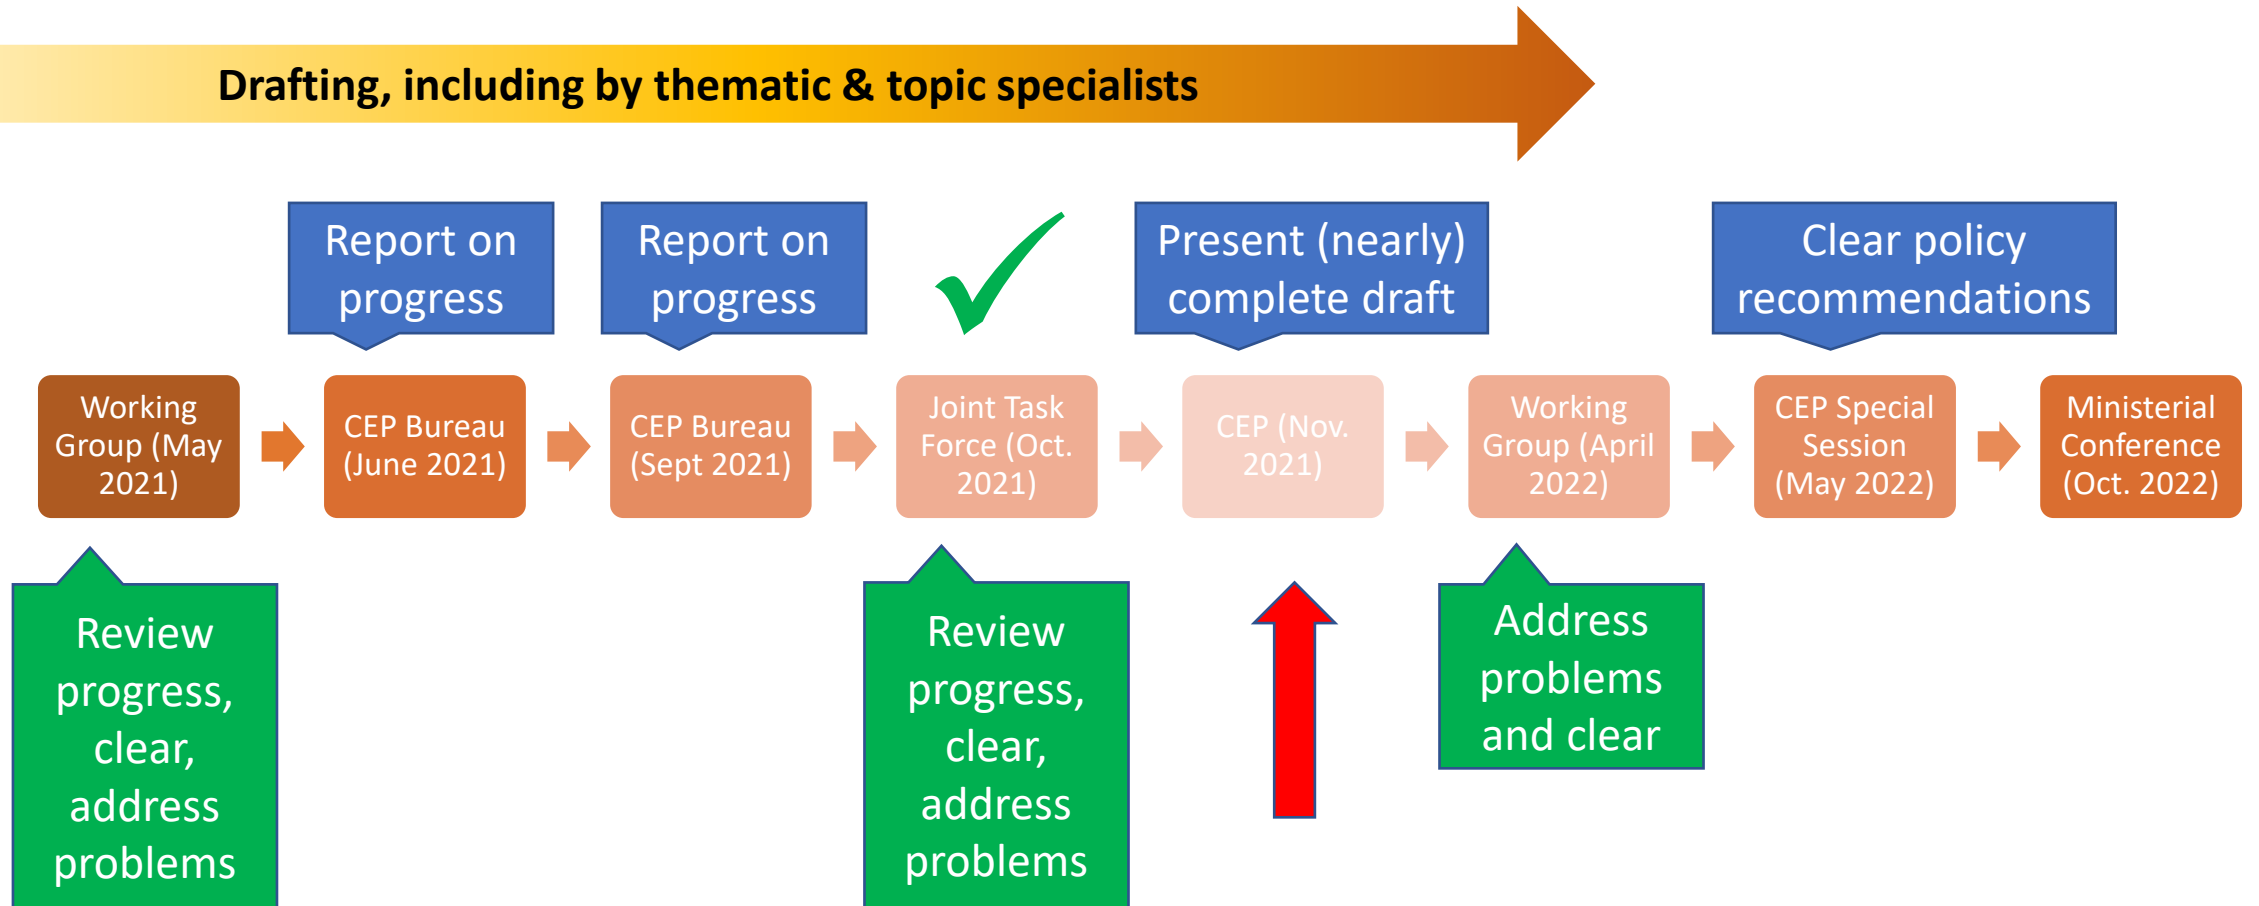 Drafting, including by thematic & topic specialists
Report on
progress
Report on
progress
Present (nearly)
complete draft
Clear policy
recommendations
Working
Group (May
2021)
CEP Bureau
(June 2021)
CEP Bureau
(Sept 2021)
Joint Task
Force (Oct.
2021)
CEP (Nov.
2021)
Working
Group (April
2022)
CEP Special
Session
(May 2022)
Ministerial
Conference
(Oct. 2022)
Review
progress,
clear,
address
problems
Review
progress,
clear,
address
problems
Address
problems
and clear